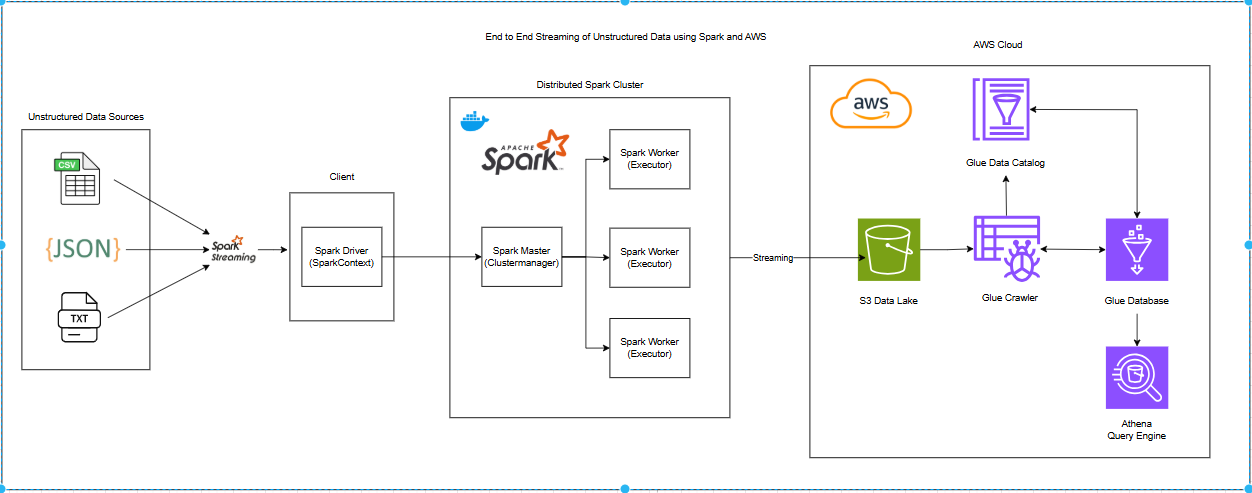 End to End Streaming of Unstructured Data using Spark and AWS
Unstructured Data Sources
CSV
{JSON}
TXT
Spark
Streaming
Client
Spark Driver
(SparkContext)
Distributed Spark Cluster
APACHE
Spark
Spark Master
(Clustermanager)
Spark Worker
(Executor)
Spark Worker
(Executor)
Spark Worker
(Executor)
Streaming
AWS Cloud
aws
Glue Data Catalog
S3 Data Lake
Glue Crawler
Glue Database
Athena
Query Engine